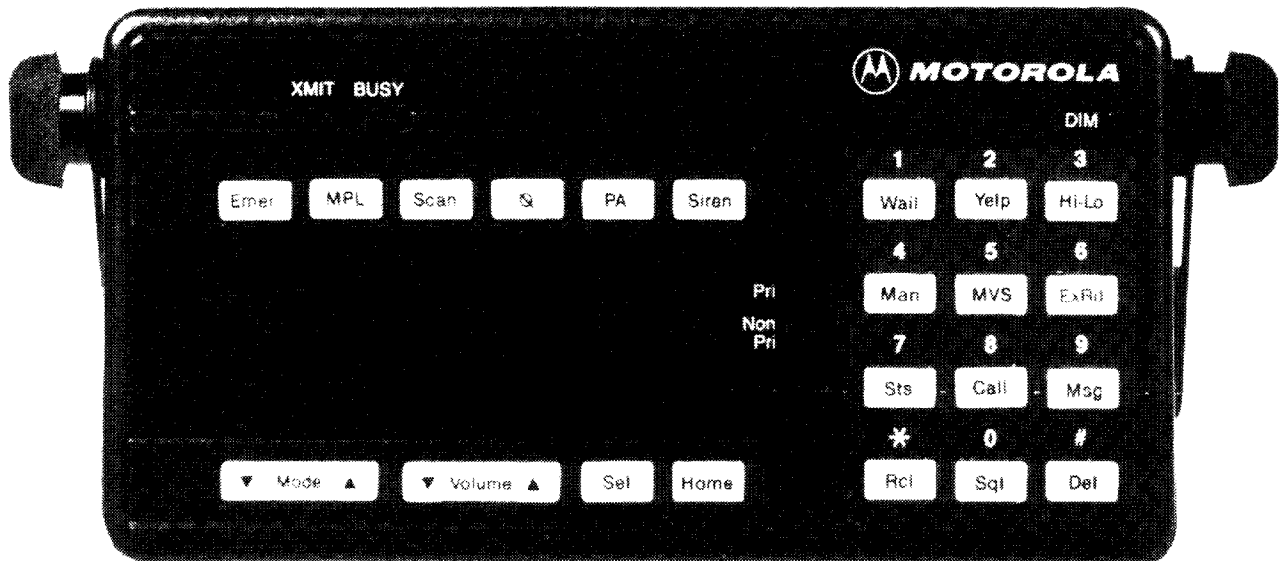 MOTOROLA
XMIT BUSY
DIM
1 2 3
Emer MPL Scan PA Siren
Wail Yelp Hi-Lo
4 5 6
Pri
Man MVS ExRd
Non
Pri
7 8 9
Sts Call Msg
* 0 #
▼ Mode ▲ ▼ Volume ▲ Sel Home
Rcl Sql Del